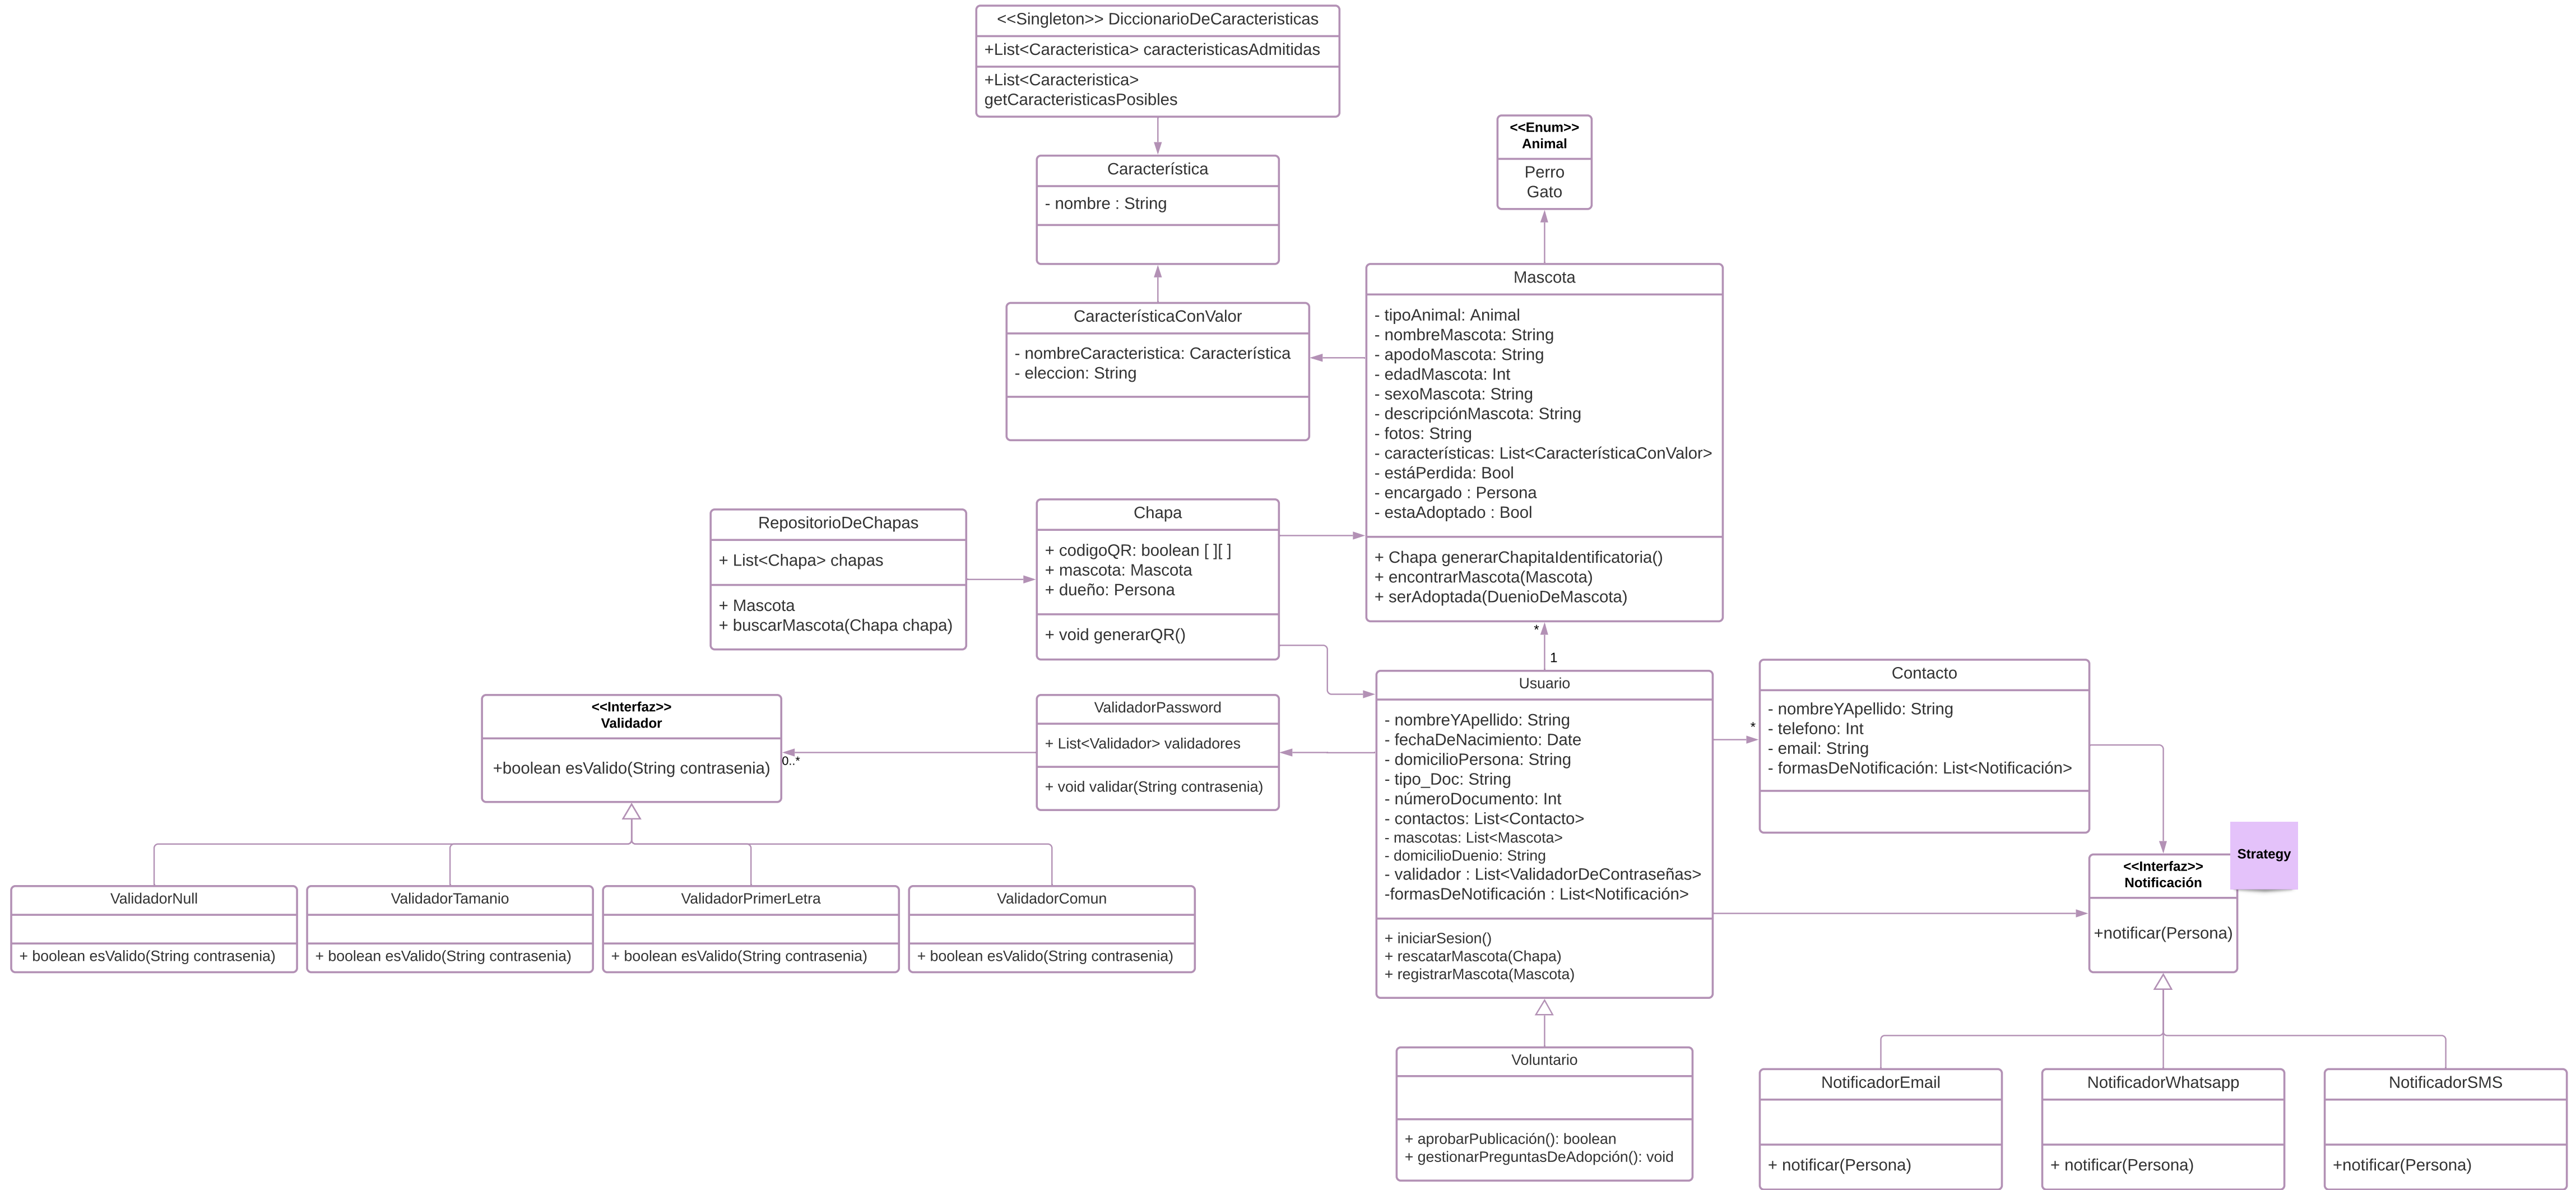 <<Singleton>> DiccionarioDeCaracteristicas
+List<Caracteristica> caracteristicasAdmitidas
+List<Caracteristica>
getCaracteristicasPosibles
Característica
- nombre : String
CaracterísticaConValor
- nombreCaracteristica: Característica
- eleccion: String
<<Enum>>
Animal
Perro
Gato
Mascota
- tipoAnimal: Animal
- nombreMascota: String
- apodoMascota: String
- edadMascota: Int
- sexoMascota: String
- descripciónMascota: String
- fotos: String
- características: List<CaracterísticaConValor>
- estáPerdida: Bool
- encargado : Persona
- estaAdoptado : Bool
+ Chapa generarChapitaIdentificatoria()
+ encontrarMascota(Mascota)
+ serAdoptada(DuenioDeMascota)
RepositorioDeChapas
+ List<Chapa> chapas
+ Mascota
+ buscarMascota(Chapa chapa)
Chapa
+ codigoQR: boolean [ ][ ]
+ mascota: Mascota
+ dueño: Persona
+ void generarQR()
*
1
<<Interfaz>>
Validador
+boolean esValido(String contrasenia)
0..*
ValidadorPassword
+ List<Validador> validadores
+ void validar(String contrasenia)
Usuario
- nombreYApellido: String
- fechaDeNacimiento: Date
- domicilioPersona: String
- tipo_Doc: String
- númeroDocumento: Int
- contactos: List<Contacto>
- mascotas: List<Mascota>
- domicilioDuenio: String
- validador : List<ValidadorDeContraseñas>
-formasDeNotificación : List<Notificación>
+ iniciarSesion()
+ rescatarMascota(Chapa)
+ registrarMascota(Mascota)
*
Contacto
- nombreYApellido: String
- telefono: Int
- email: String
- formasDeNotificación: List<Notificación>
Strategy
<<Interfaz>>
Notificación
+notificar(Persona)
ValidadorNull
+ boolean esValido(String contrasenia)
ValidadorTamanio
+ boolean esValido(String contrasenia)
ValidadorPrimerLetra
+ boolean esValido(String contrasenia)
ValidadorComun
+ boolean esValido(String contrasenia)
Voluntario
+ aprobarPublicación(): boolean
+ gestionarPreguntasDeAdopción(): void
NotificadorEmail
+ notificar(Persona)
NotificadorWhatsapp
+ notificar(Persona)
NotificadorSMS
+notificar(Persona)